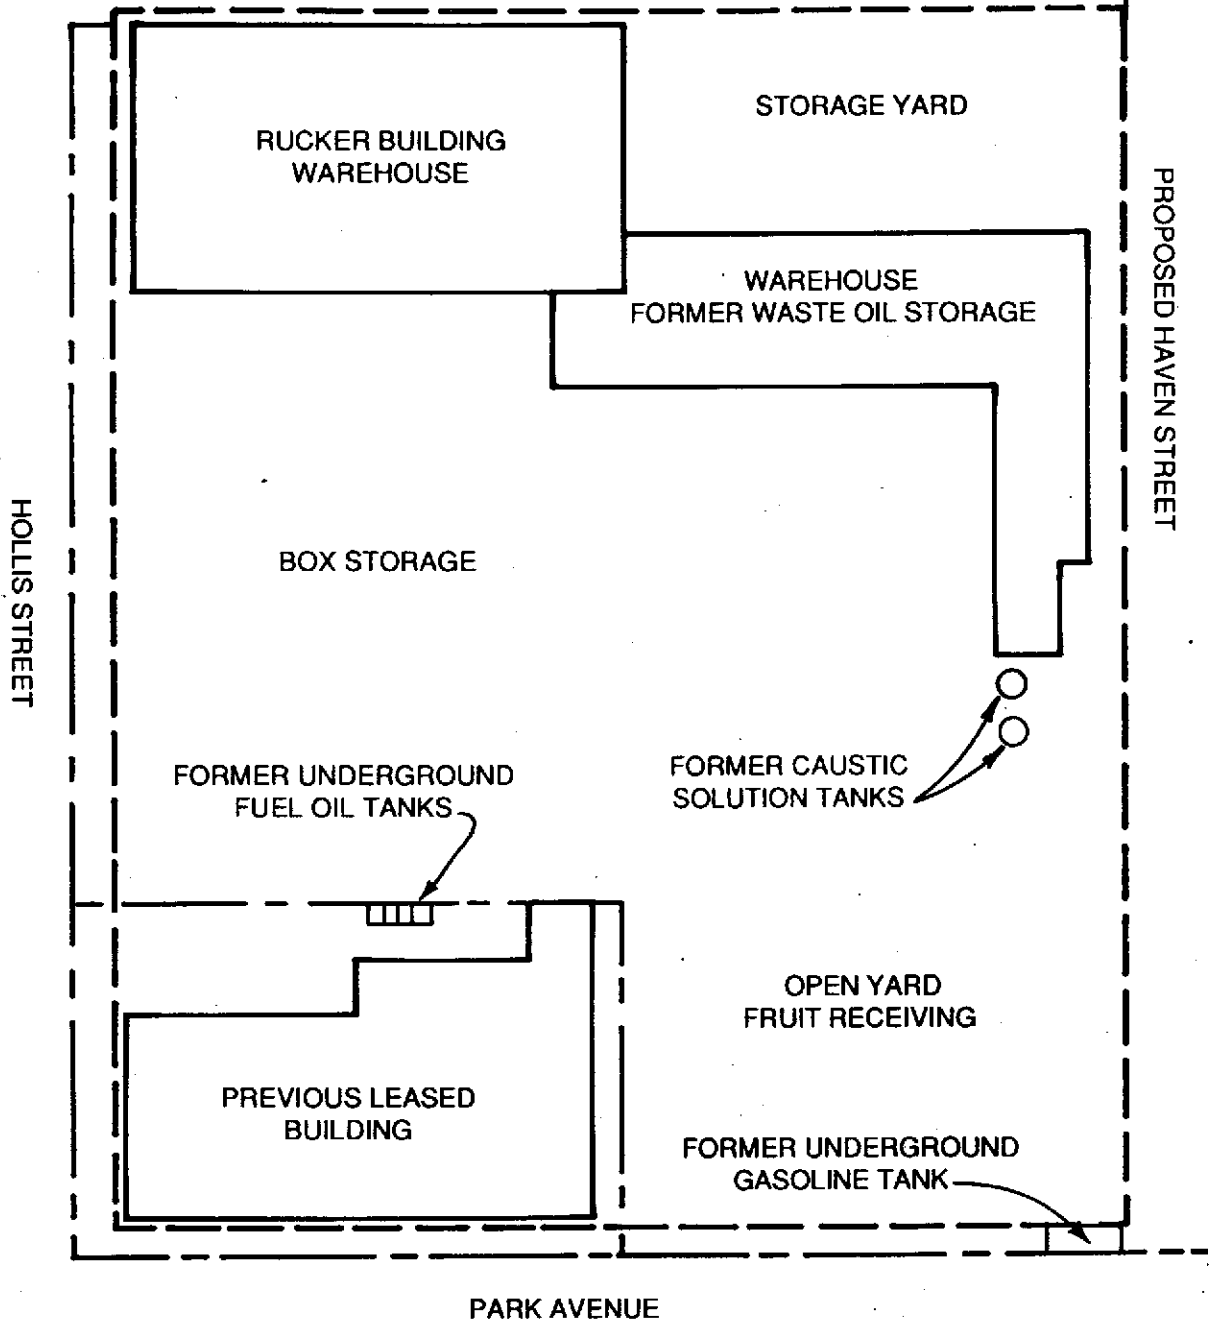 STORAGE YARD
RUCKER BUILDING
WAREHOUSE
PROPOSED HAVEN STREET
WAREHOUSE
FORMER WASTE OIL STORAGE
HOLLIS STREET
BOX STORAGE
FORMER UNDERGROUND
FUEL OIL TANKS
FORMER CAUSTIC
SOLUTION TANKS
OPEN YARD
FRUIT RECEIVING
PREVIOUS LEASED
BUILDING
FORMER UNDERGROUND
GASOLINE TANK
PARK AVENUE